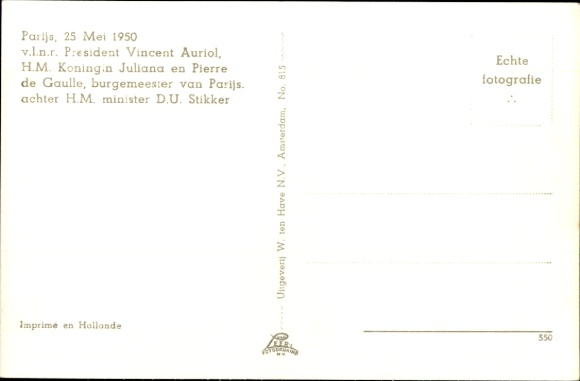 Parijs, 25 Mei 1950
v.l.n.r. President Vincent Auriol,
H.M. Koningin Juliana en Pierre
de Gaulle, burgemeester van Parijs.
achter H.M. minister D.U. Stikker
Imprimé en Hollande
Uitgeverij W. ten Have N.V., Amsterdam, No. 815
Echte
fotografie
550